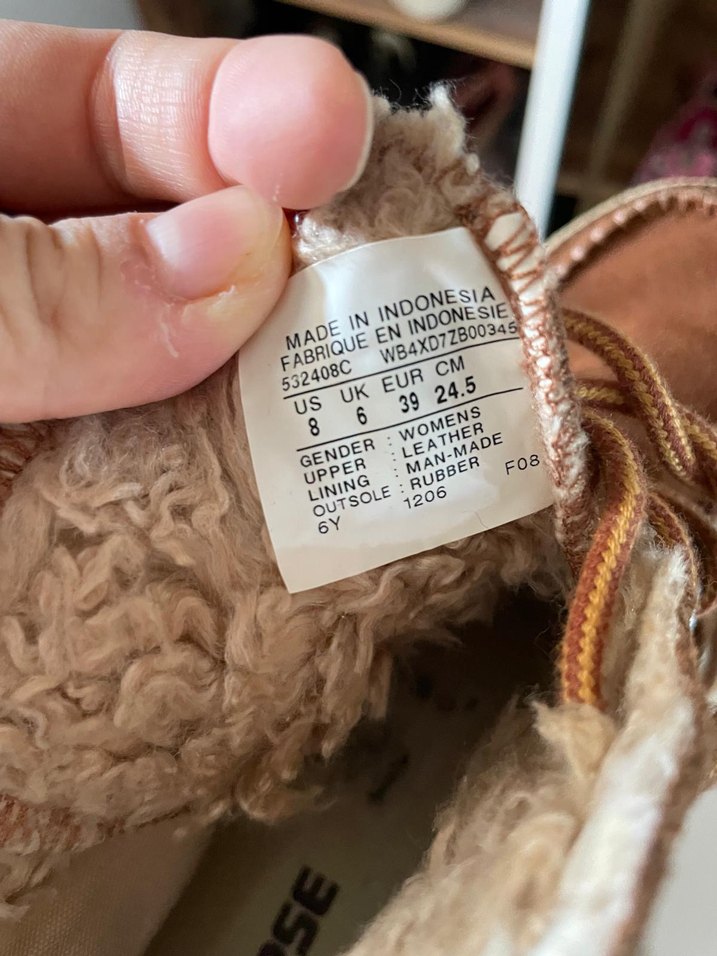 MADE IN INDONESIA
FABRIQUE EN INDONESIE
532408C WB4XD7ZB00345
US UK EUR CM
8 6 39 24.5
GENDER : WOMENS
UPPER : LEATHER
LINING : MAN-MADE
OUTSOLE : RUBBER F08
6Y 1206
RSE